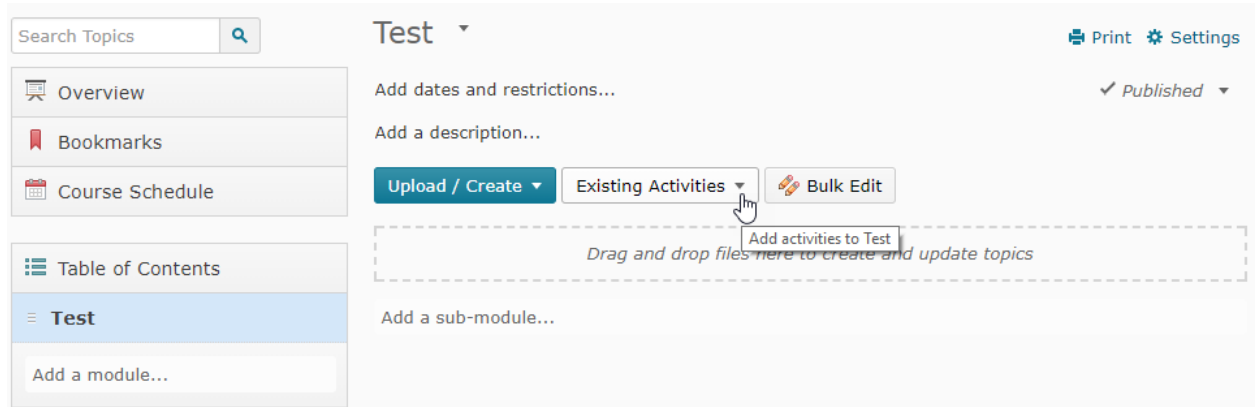 Search Topics
Test
Print Settings
Overview
Add dates and restrictions...
Published
Bookmarks
Add a description...
Course Schedule
Upload / Create
Existing Activities
Bulk Edit
Add activities to Test
Drag and drop files here to create and update topics
Table of Contents
Test
Add a sub-module...
Add a module...